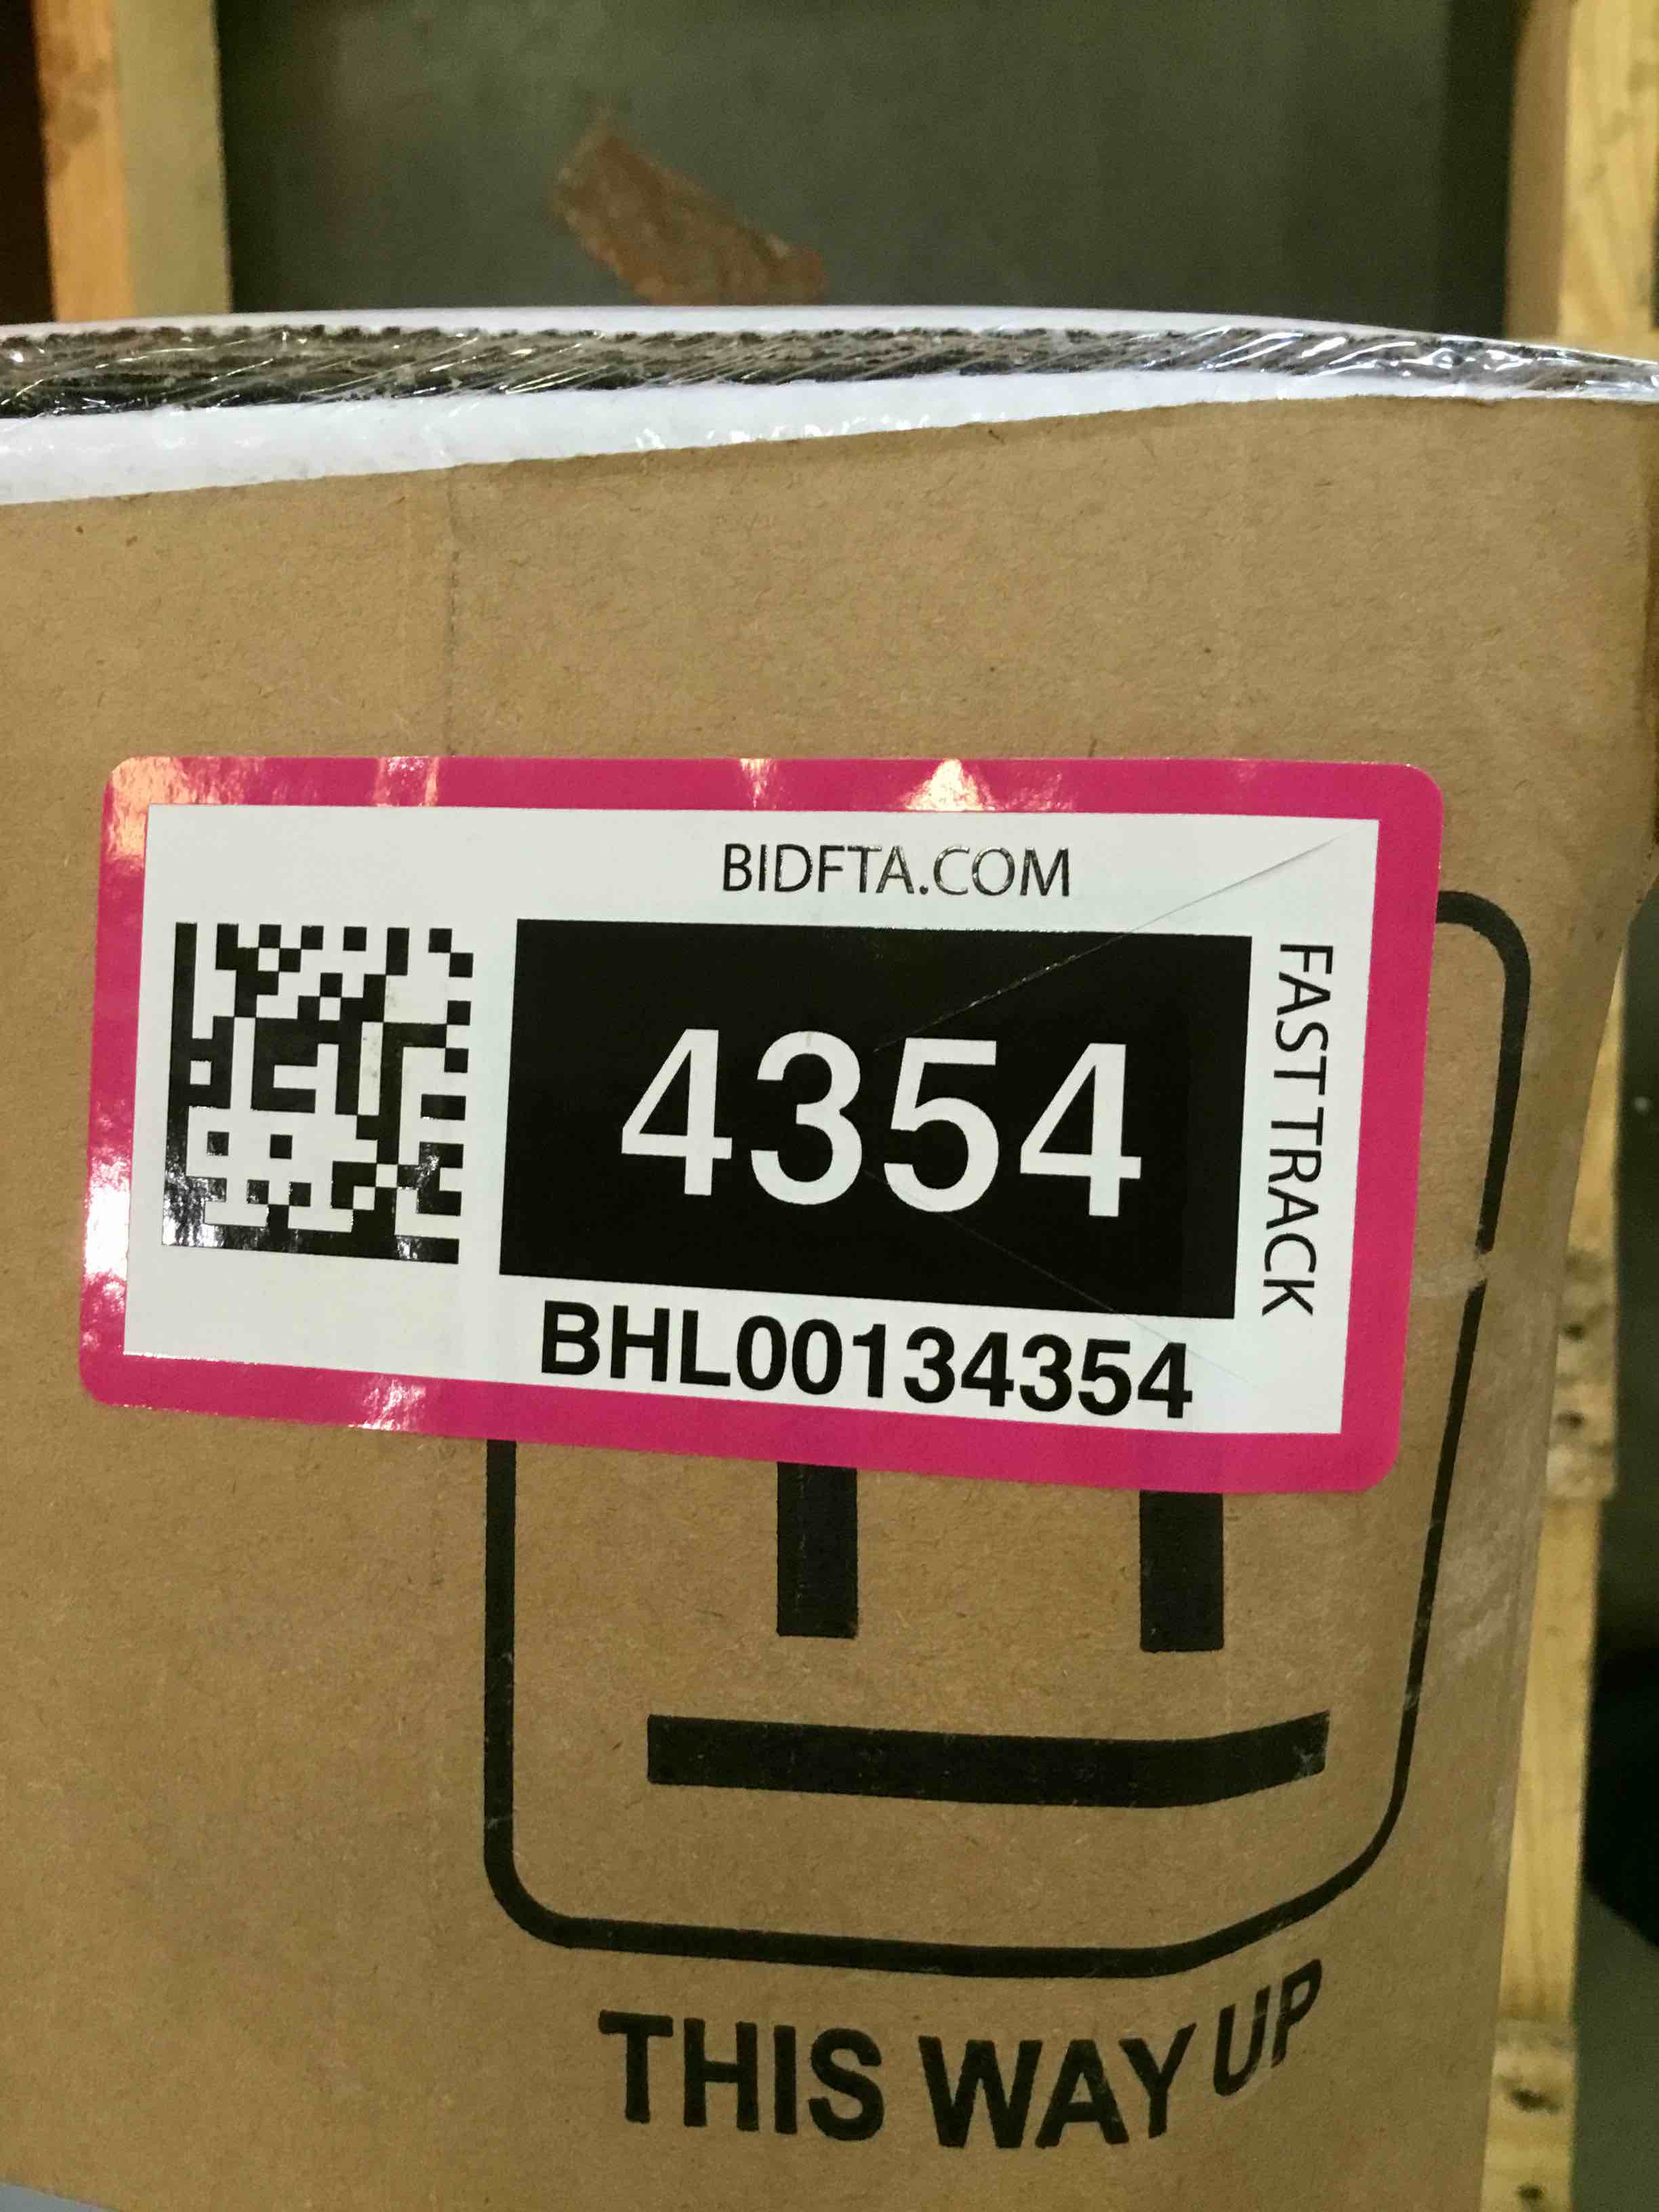 BIDFTA.COM
4354
FAST TRACK
BHL00134354
THIS WAY UP